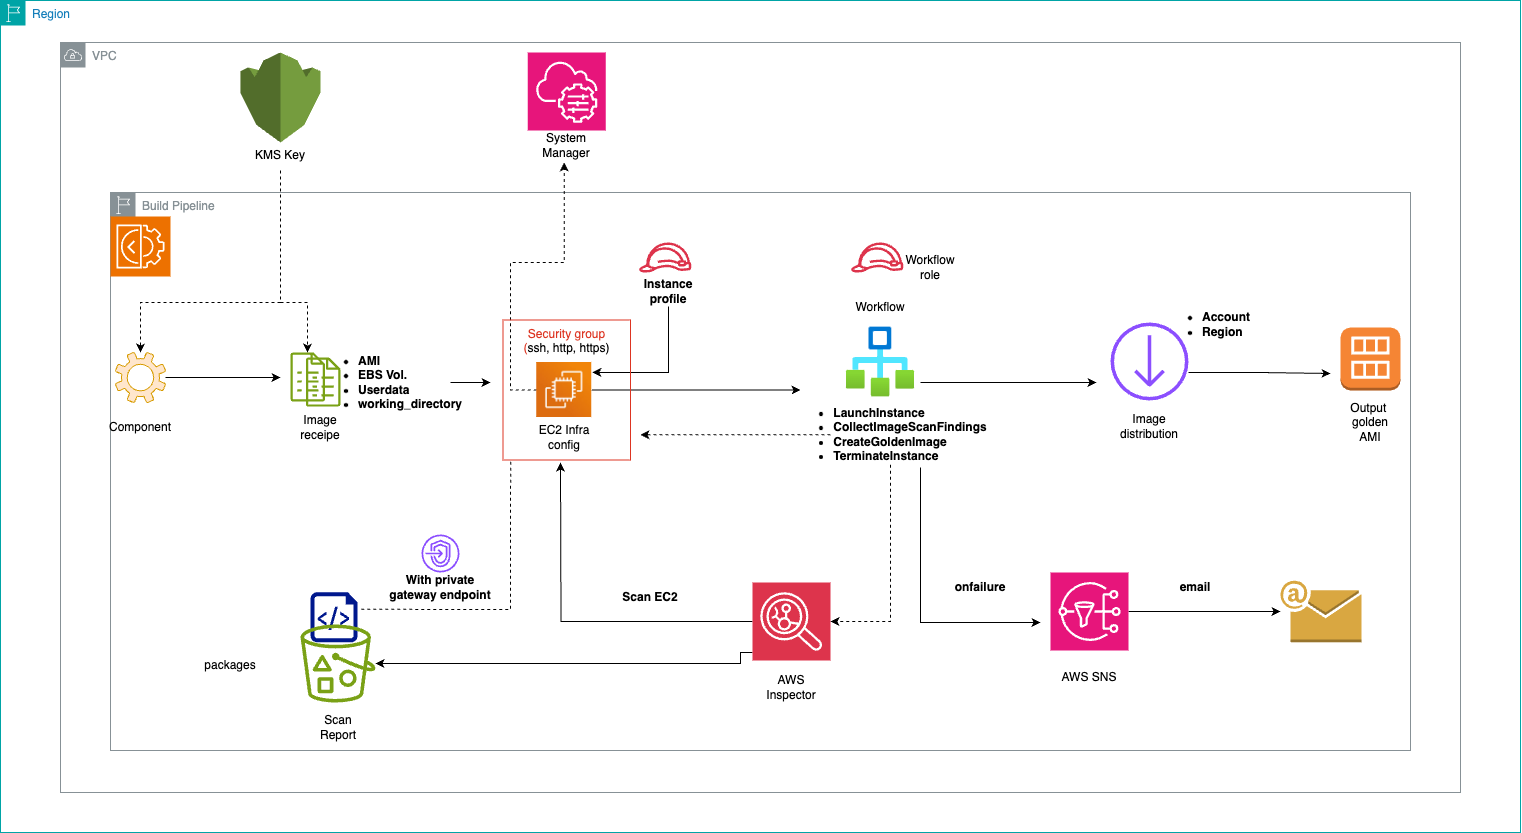 Region
VPC
KMS Key
System
Manager
Build Pipeline
Instance
profile
Workflow
role
Workflow
Security group
(ssh, http, https)
EC2 Infra
config
Component
AMI
EBS Vol.
Userdata
working_directory
Image
receipe
LaunchInstance
CollectImageScanFindings
CreateGoldenImage
TerminateInstance
Account
Region
Image
distribution
Output
golden
AMI
With private
gateway endpoint
</>
packages
Scan
Report
Scan EC2
AWS
Inspector
onfailure
AWS SNS
email
@